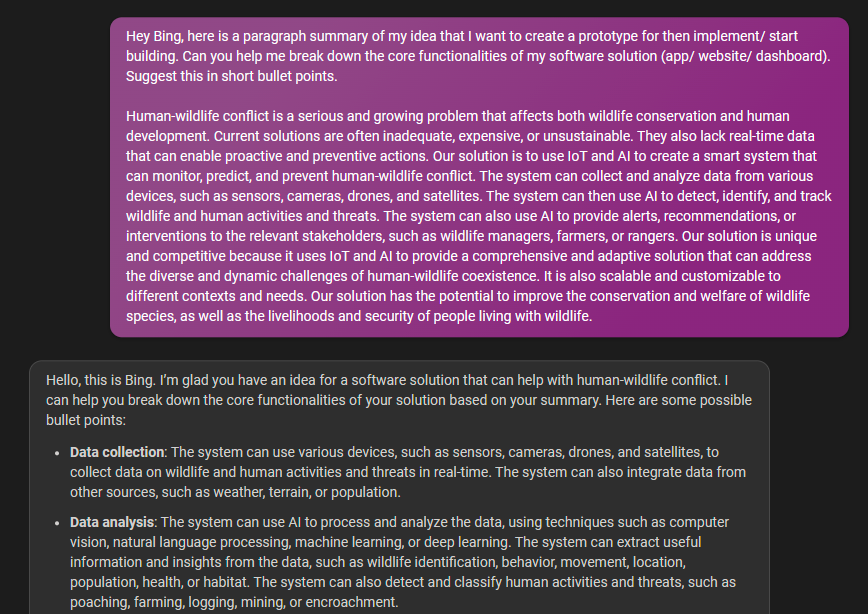 Hey Bing, here is a paragraph summary of my idea that I want to create a prototype for then implement/ start
building. Can you help me break down the core functionalities of my software solution (app/ website/ dashboard).
Suggest this in short bullet points.
Human-wildlife conflict is a serious and growing problem that affects both wildlife conservation and human
development. Current solutions are often inadequate, expensive, or unsustainable. They also lack real-time data
that can enable proactive and preventive actions. Our solution is to use IoT and AI to create a smart system that
can monitor, predict, and prevent human-wildlife conflict. The system can collect and analyze data from various
devices, such as sensors, cameras, drones, and satellites. The system can then use AI to detect, identify, and track
wildlife and human activities and threats. The system can also use AI to provide alerts, recommendations, or
interventions to the relevant stakeholders, such as wildlife managers, farmers, or rangers. Our solution is unique
and competitive because it uses IoT and AI to provide a comprehensive and adaptive solution that can address
the diverse and dynamic challenges of human-wildlife coexistence. It is also scalable and customizable to
different contexts and needs. Our solution has the potential to improve the conservation and welfare of wildlife
species, as well as the livelihoods and security of people living with wildlife.
Hello, this is Bing. I'm glad you have an idea for a software solution that can help with human-wildlife conflict. I
can help you break down the core functionalities of your solution based on your summary. Here are some possible
bullet points:
• Data collection: The system can use various devices, such as sensors, cameras, drones, and satellites, to
collect data on wildlife and human activities and threats in real-time. The system can also integrate data from
other sources, such as weather, terrain, or population.
• Data analysis: The system can use AI to process and analyze the data, using techniques such as computer
vision, natural language processing, machine learning, or deep learning. The system can extract useful
information and insights from the data, such as wildlife identification, behavior, movement, location,
population, health, or habitat. The system can also detect and classify human activities and threats, such as
poaching, farming, logging, mining, or encroachment.